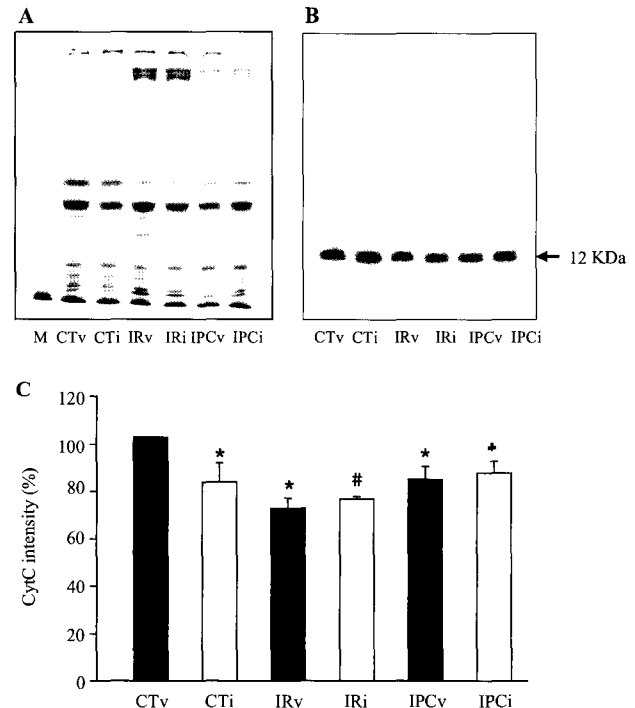 A
B
M CTv CTi IRv IRi IPCv IPCi
12 KDa
CTv CTi IRv IRi IPCv IPCi
C
CytC intensity (%)
120
100
80
60
40
20
0
* * # * +
CTv CTi IRv IRi IPCv IPCi